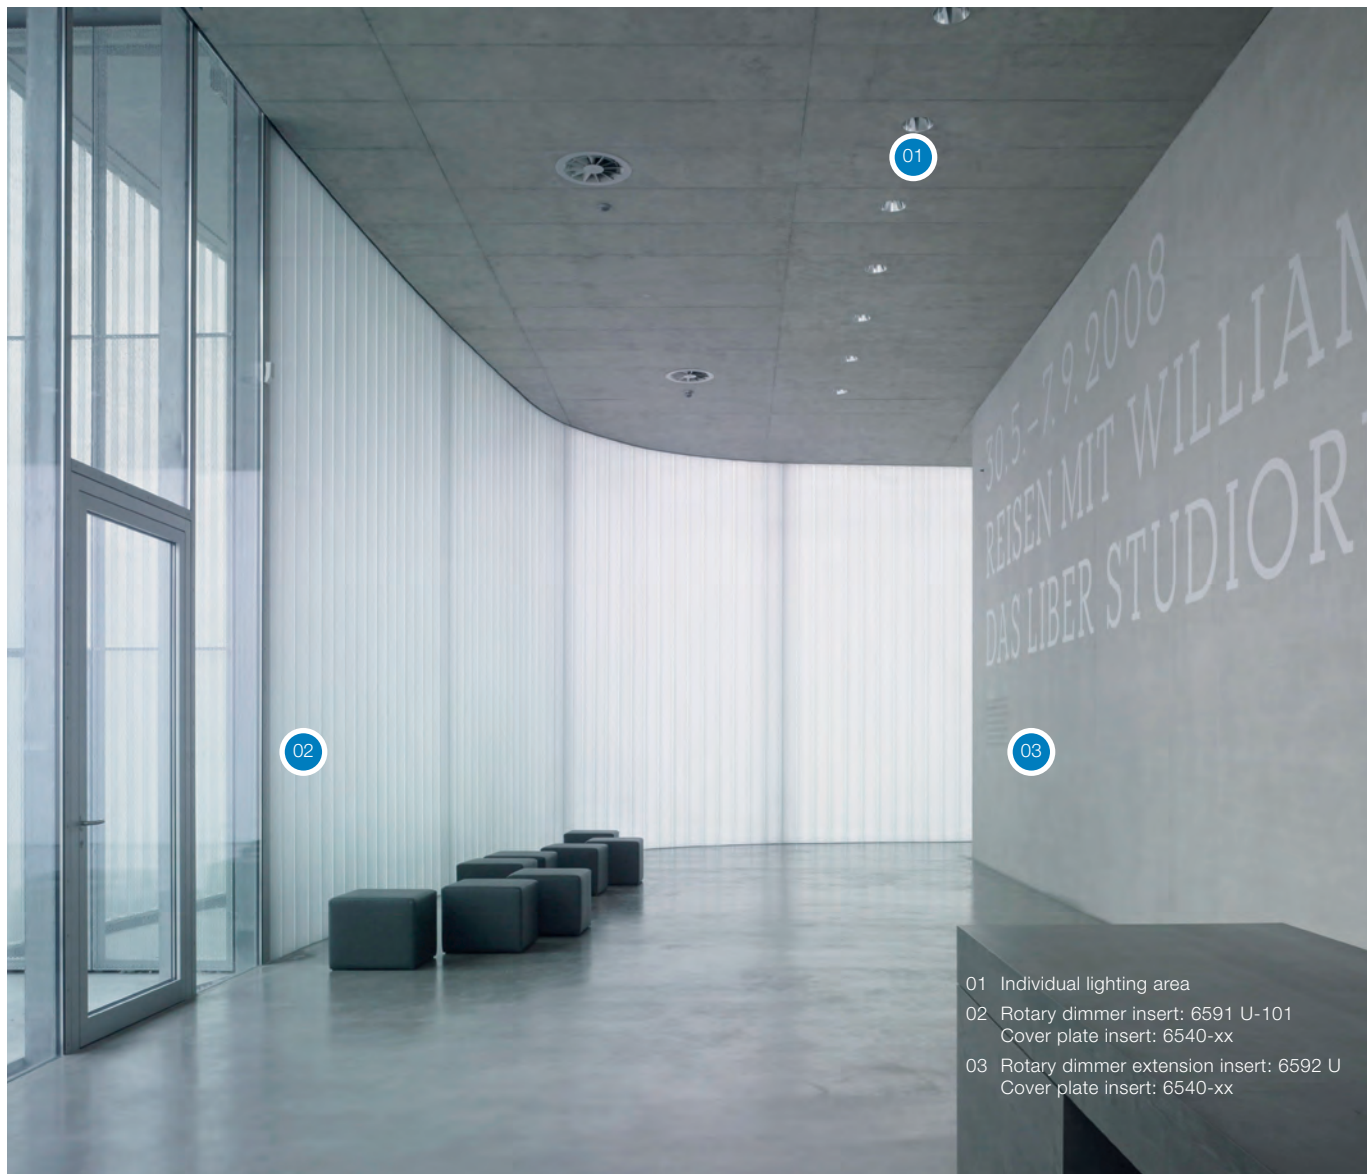 01
30.5.–7.9.2008
REISEN MIT WILLIAM
DAS LIBER STUDIOR
02
03
01 Individual lighting area
02 Rotary dimmer insert: 6591 U-101
Cover plate insert: 6540-xx
03 Rotary dimmer extension insert: 6592 U
Cover plate insert: 6540-xx